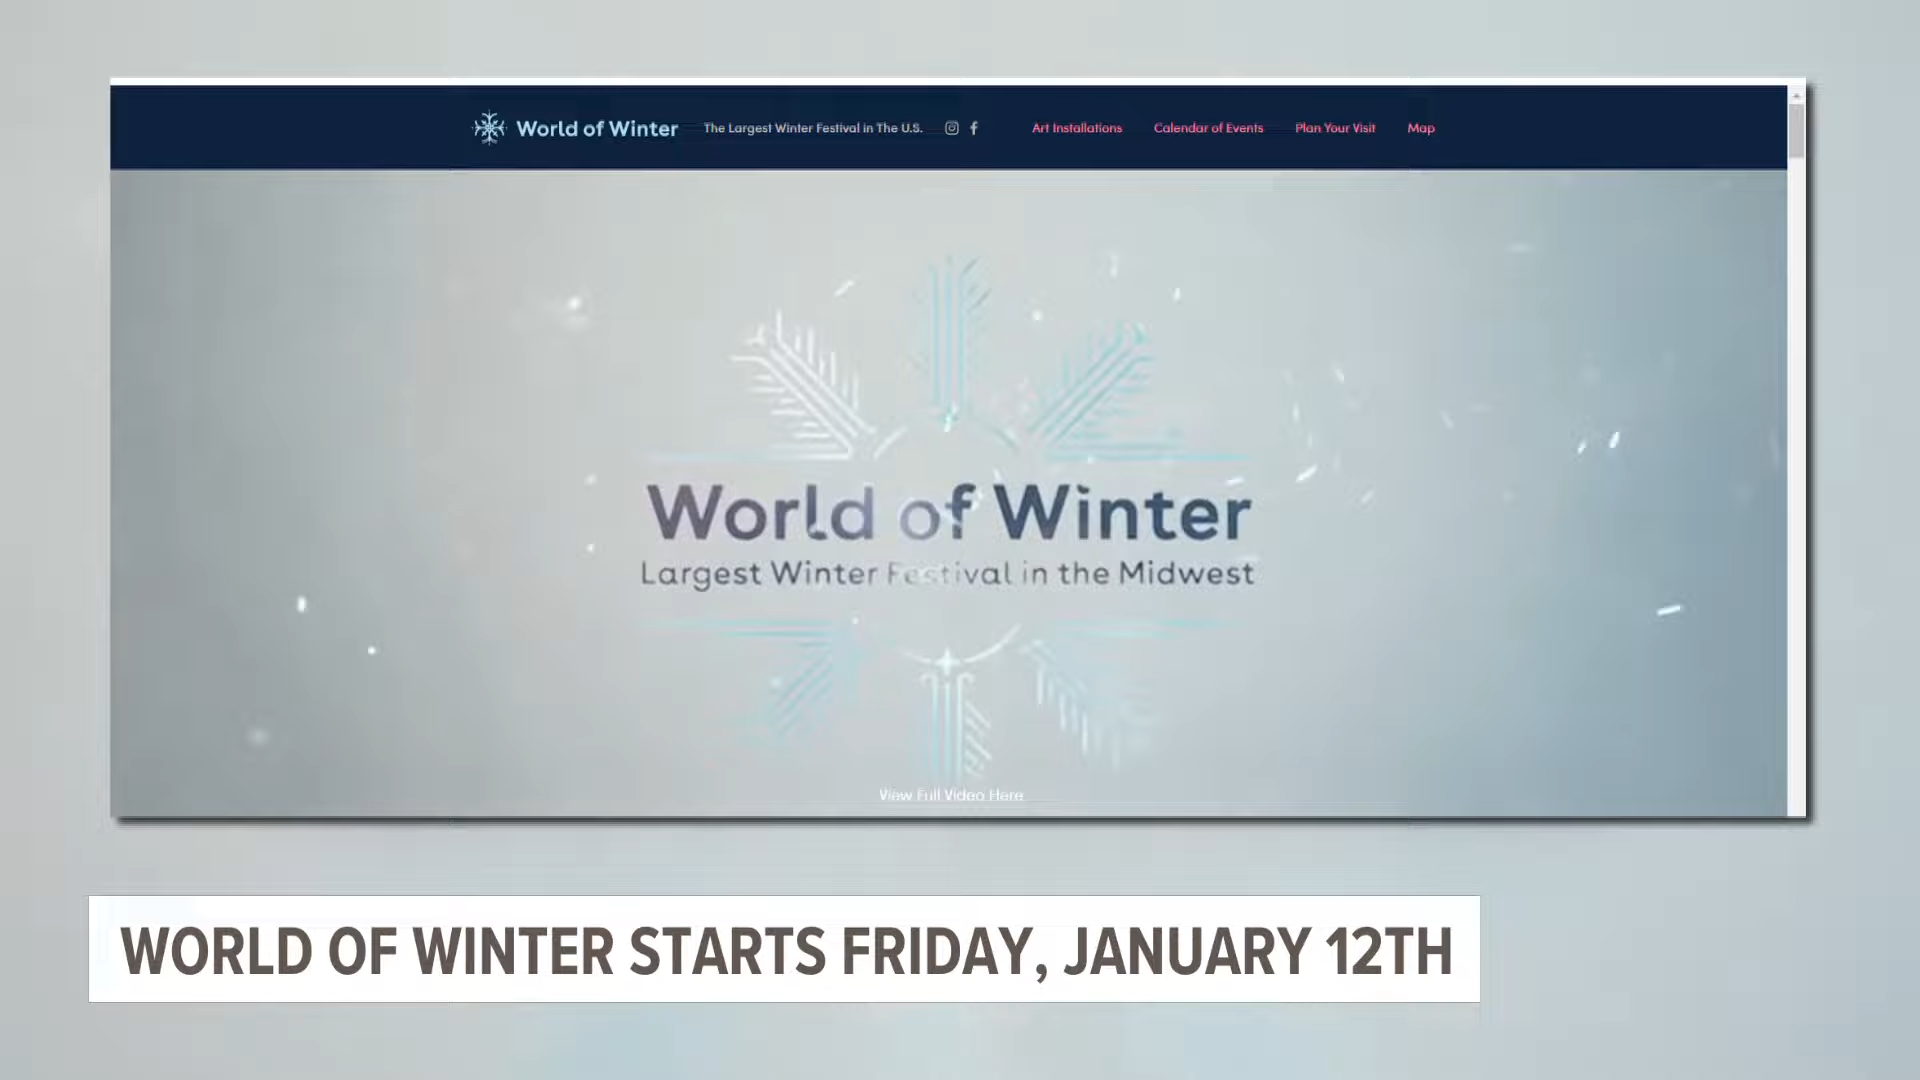 World of Winter The Largest Winter Festival in The U.S. Art Installations Calendar of Events Plan Your Visit Map
World of Winter
Largest Winter Festival in the Midwest
View Full Video Here
WORLD OF WINTER STARTS FRIDAY, JANUARY 12TH